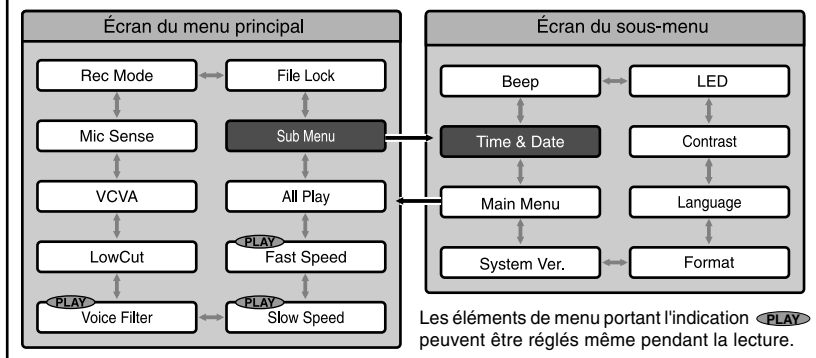 Écran du menu principal
Rec Mode
File Lock
Mic Sense
Sub Menu
VCVA
All Play
LowCut
PLAY
Fast Speed
PLAY
Voice Filter
PLAY
Slow Speed
Écran du sous-menu
Beep
LED
Time & Date
Contrast
Main Menu
Language
System Ver.
Format
Les éléments de menu portant l'indication PLAY
peuvent être réglés même pendant la lecture.